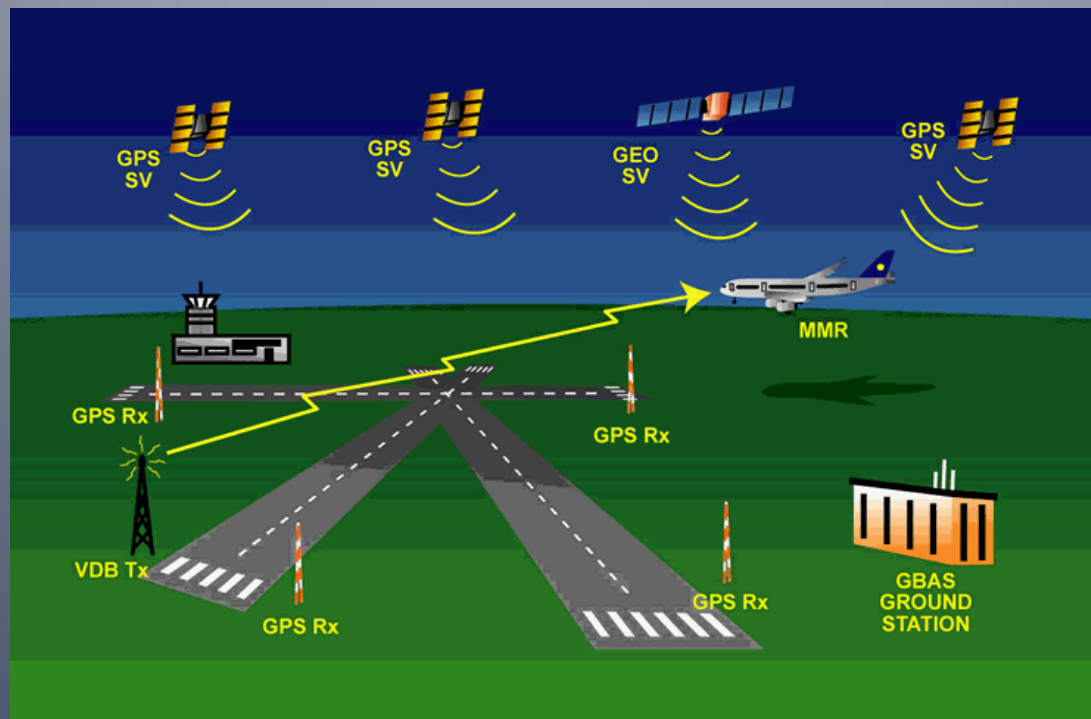 GPS
SV
GPS
SV
GEO
SV
GPS
SV
MMR
GPS Rx
GPS Rx
VDB Tx
GPS Rx
GPS Rx
GBAS
GROUND
STATION